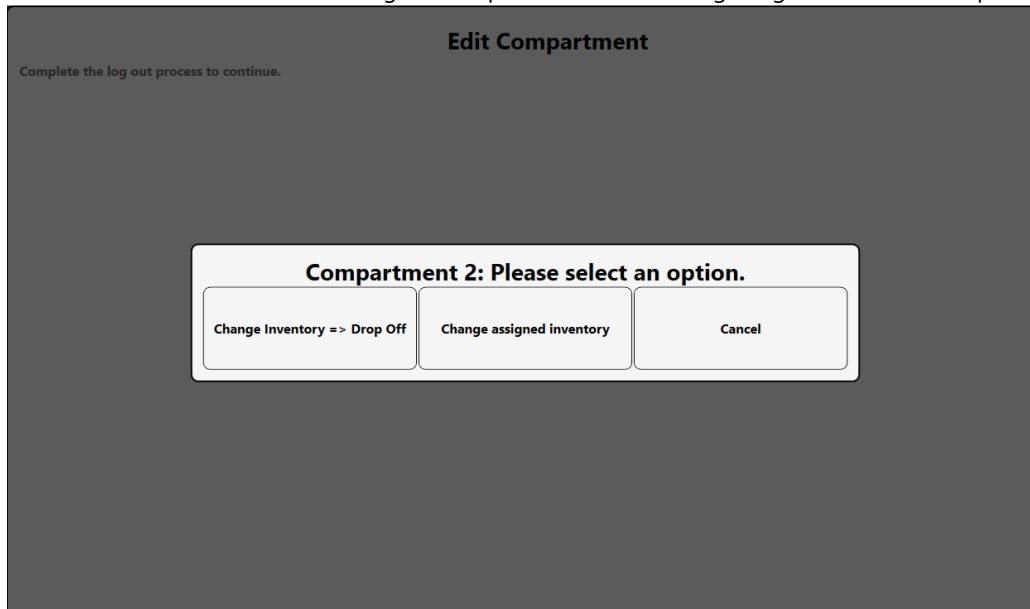 Edit Compartment
Complete the log out process to continue.
Compartment 2: Please select an option.
Change Inventory => Drop Off
Change assigned inventory
Cancel